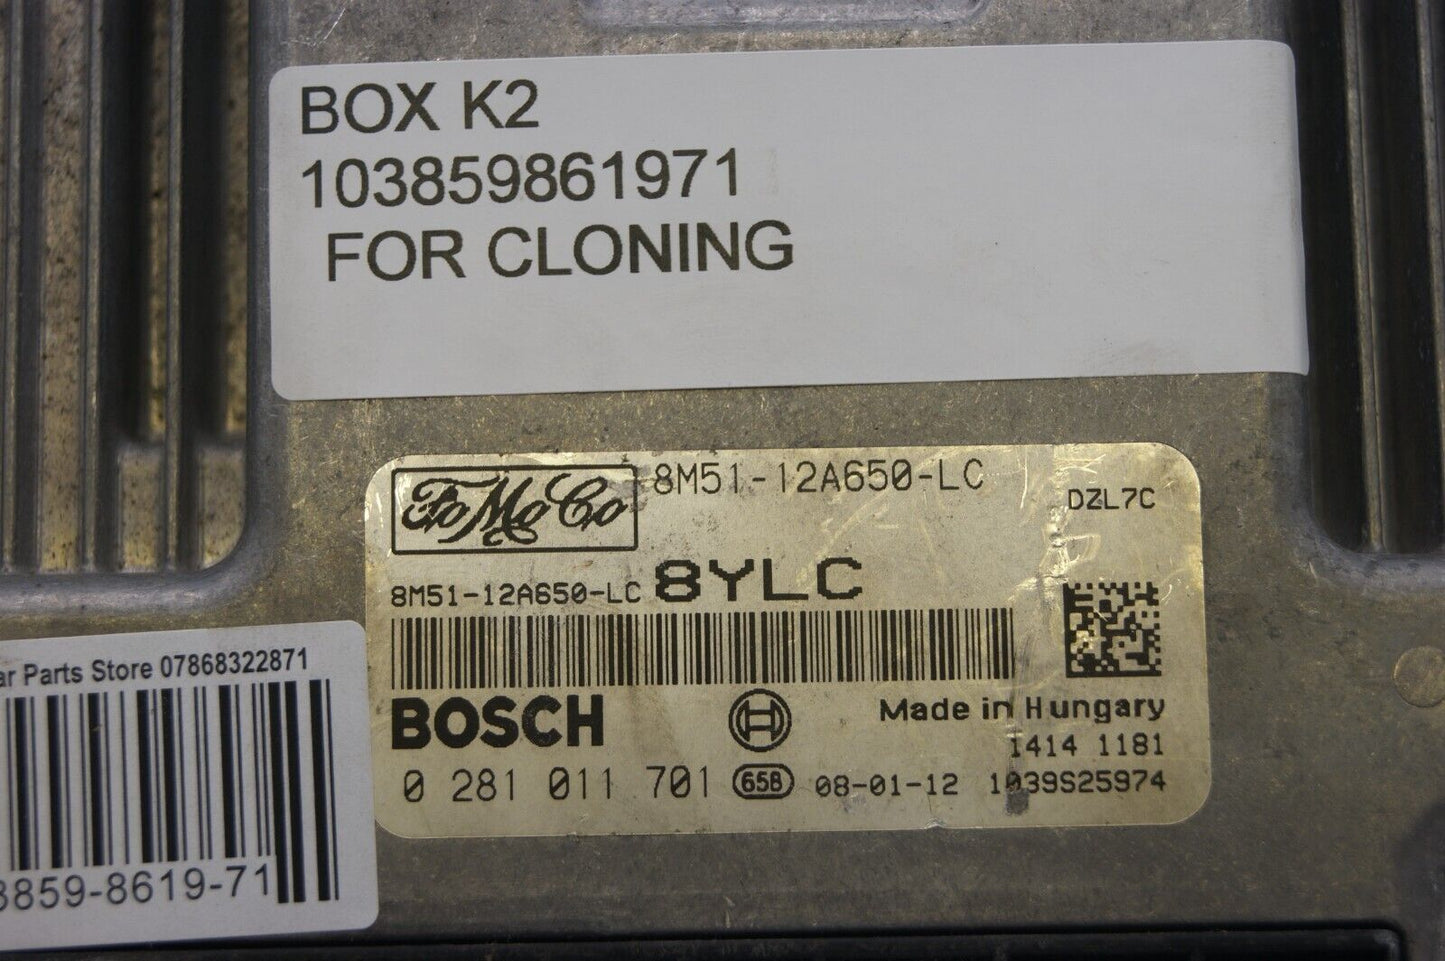 BOX K2
103859861971
FOR CLONING
FoMoCo
8M51-12A650-LC
DZL7C
8M51-12A650-LC 8YLC
ar Parts Store 07868322871
BOSCH
Made in Hungary
1414 1181
0 281 011 701 658 08-01-12 1039S25974
3859-8619-71